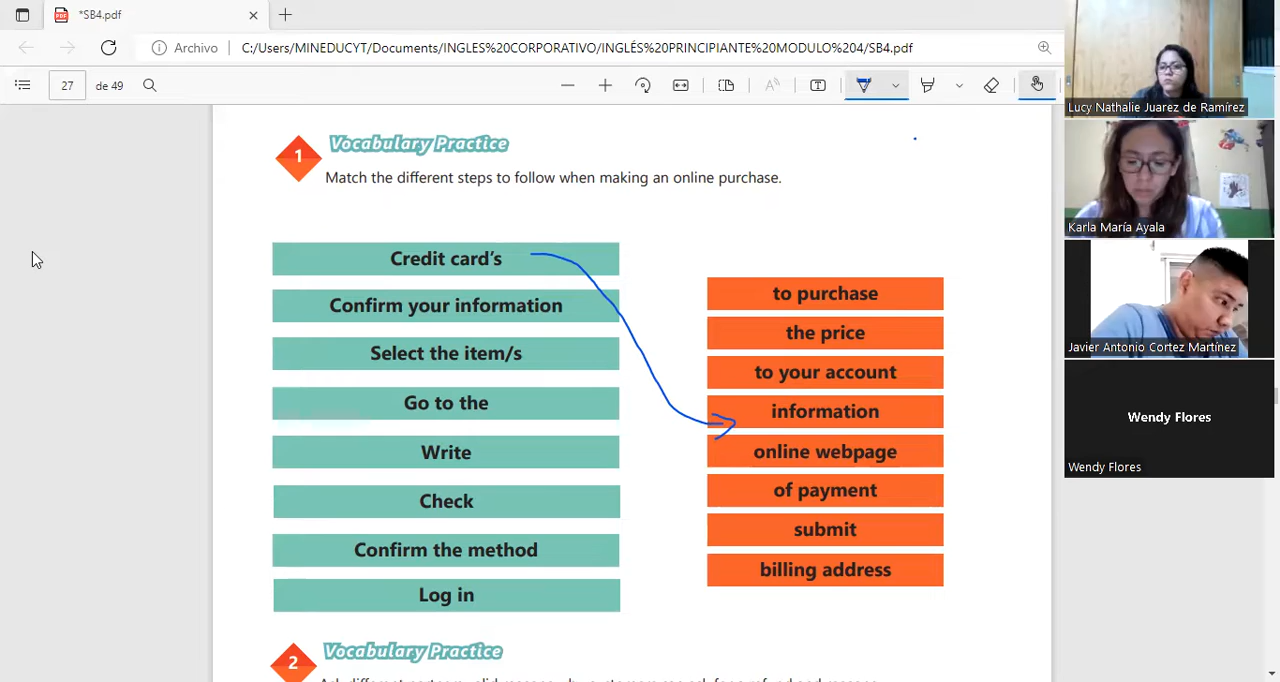 *SB4.pdf
Archivo
C:/Users/MINEDUCYT/Documents/INGLES%20CORPORATIVO/INGLÉS%20PRINCIPIANTE%20MODULO%204/SB4.pdf
27 de 49
1 Vocabulary Practice
Match the different steps to follow when making an online purchase.
Credit card's
Confirm your information
Select the item/s
Go to the
Write
Check
Confirm the method
Log in
to purchase
the price
to your account
information
online webpage
of payment
submit
billing address
2 Vocabulary Practice
Lucy Nathalie Juarez de Ramírez
Karla María Ayala
Javier Antonio Cortez Martínez
Wendy Flores
Wendy Flores